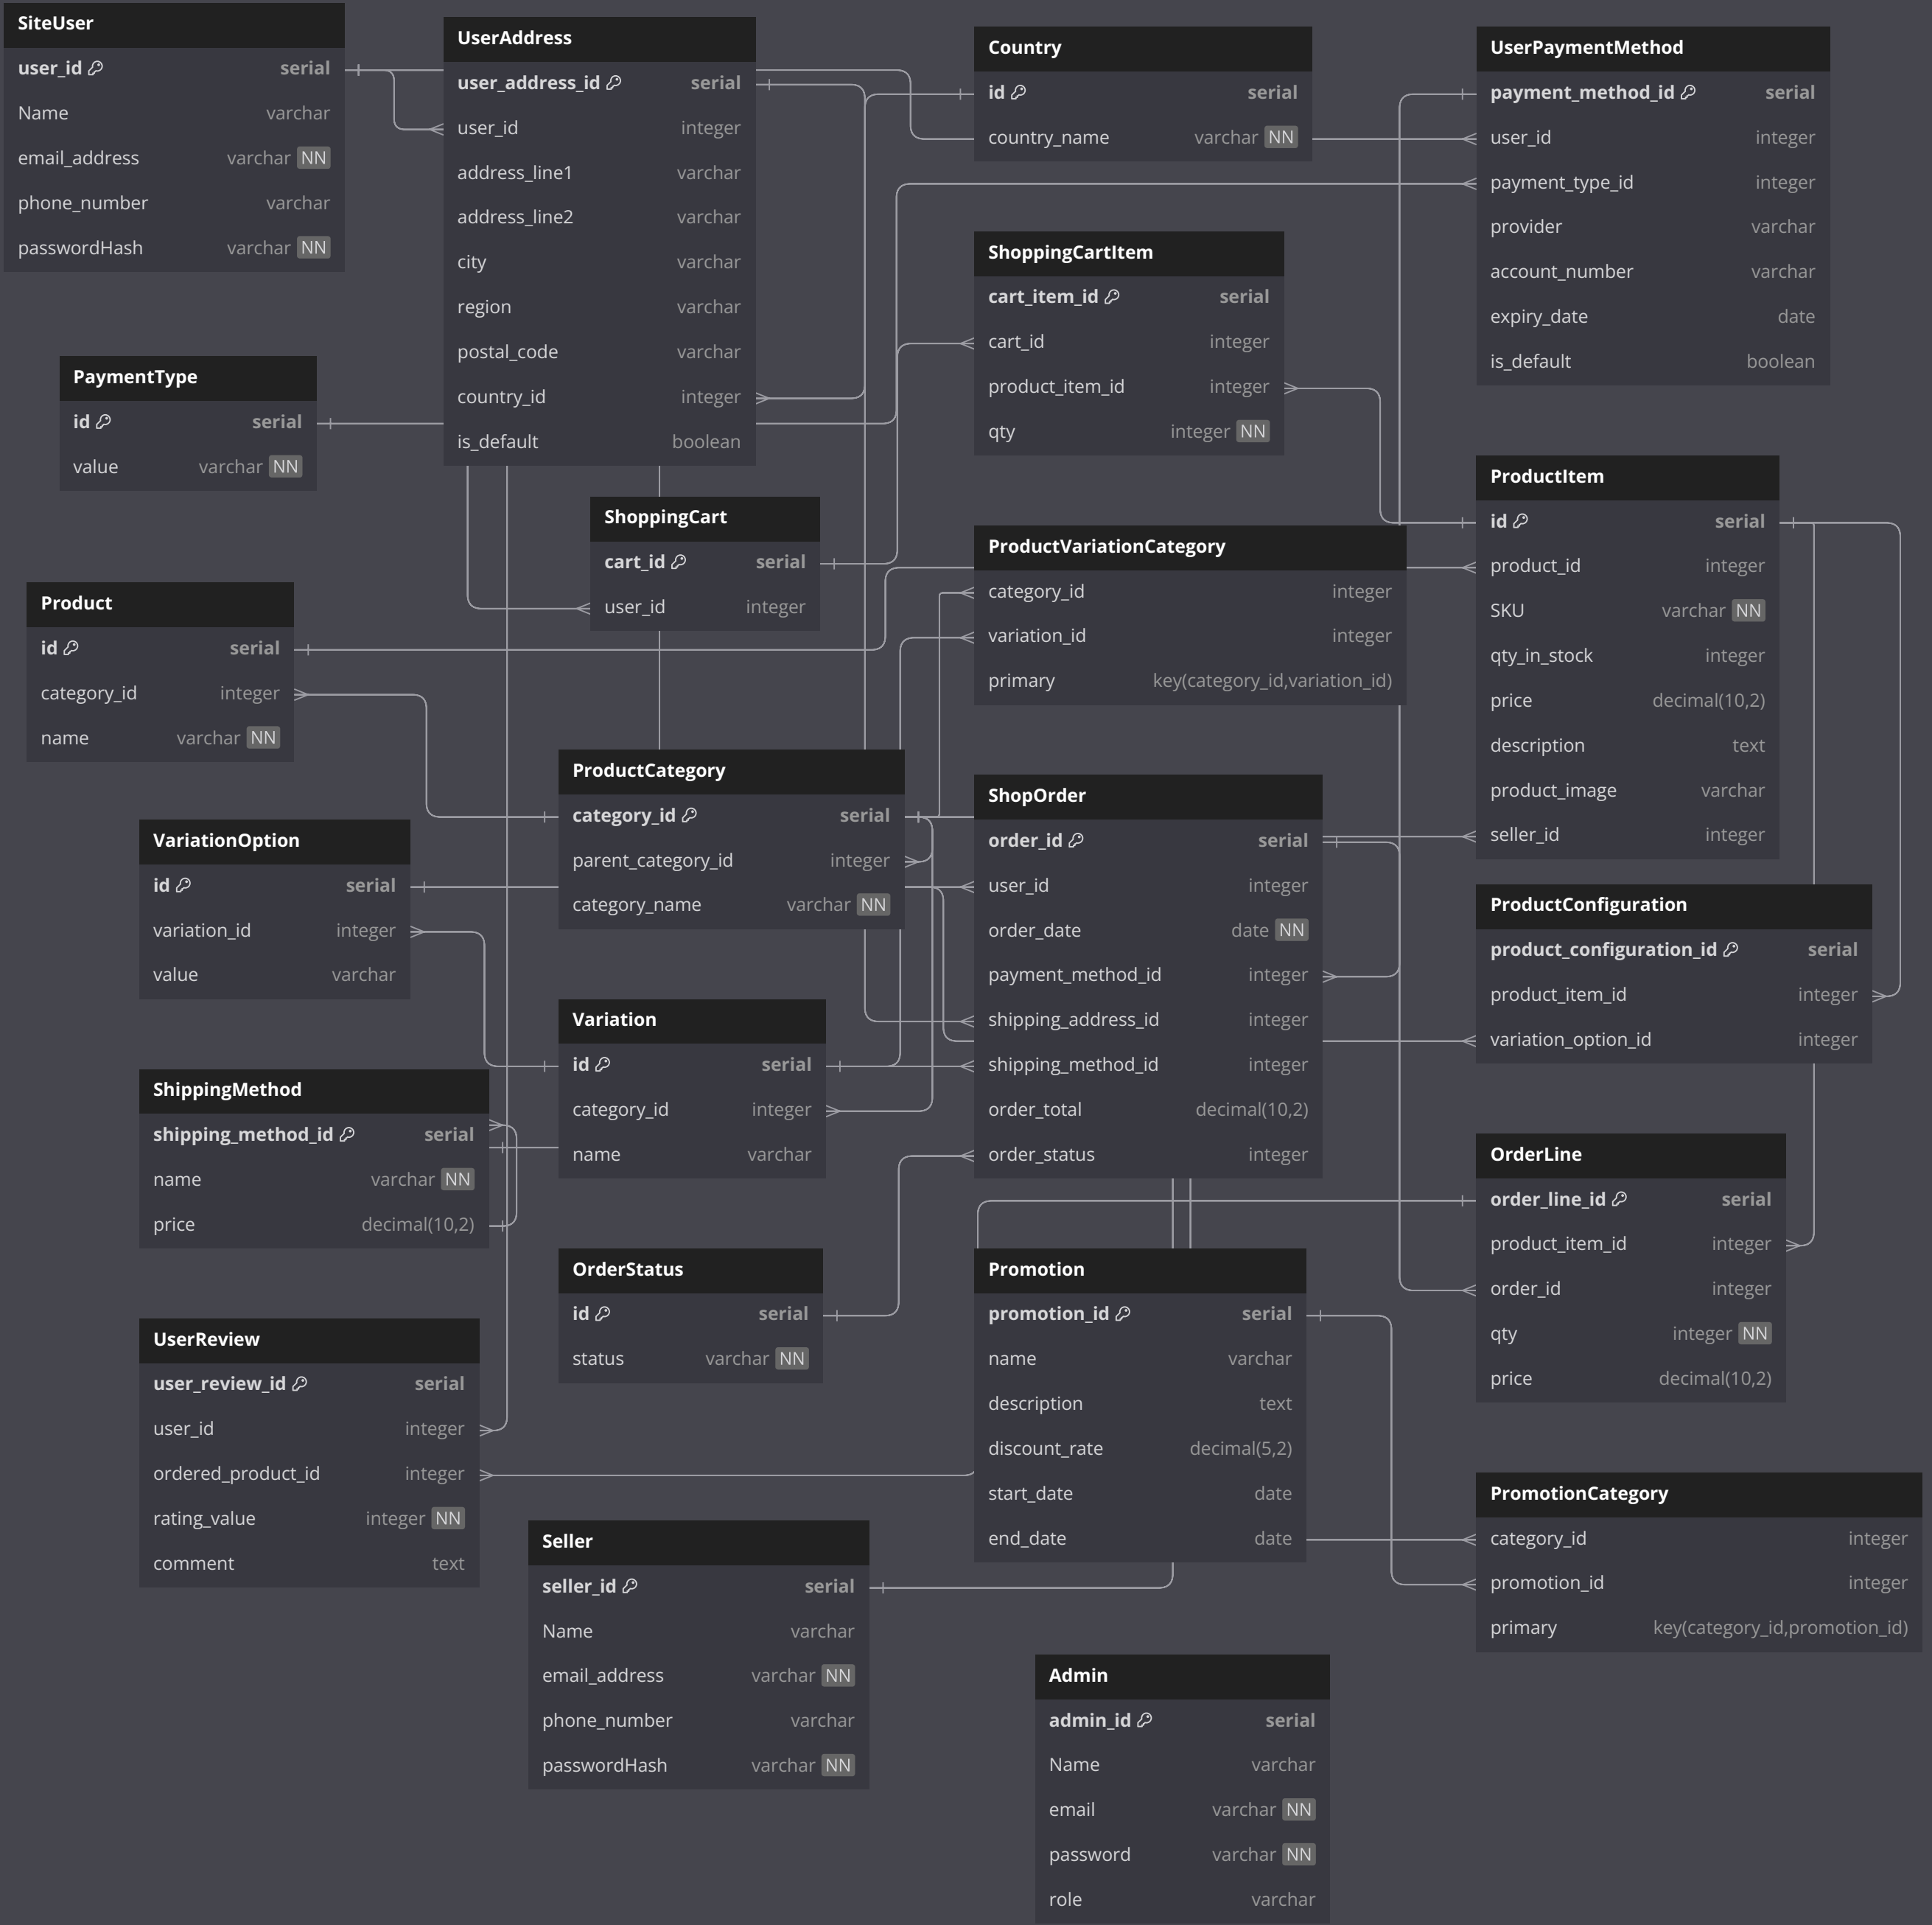 SiteUser
user_id serial
Name varchar
email_address varchar NN
phone_number varchar
passwordHash varchar NN
UserAddress
user_address_id serial
user_id integer
address_line1 varchar
address_line2 varchar
city varchar
region varchar
postal_code varchar
country_id integer
is_default boolean
Country
id serial
country_name varchar NN
UserPaymentMethod
payment_method_id serial
user_id integer
payment_type_id integer
provider varchar
account_number varchar
expiry_date date
is_default boolean
ShoppingCartItem
cart_item_id serial
cart_id integer
product_item_id integer
qty integer NN
PaymentType
id serial
value varchar NN
ShoppingCart
cart_id serial
user_id integer
ProductVariationCategory
category_id integer
variation_id integer
primary key(category_id,variation_id)
ProductItem
id serial
product_id integer
SKU varchar NN
qty_in_stock integer
price decimal(10,2)
description text
product_image varchar
seller_id integer
Product
id serial
category_id integer
name varchar NN
ProductCategory
category_id serial
parent_category_id integer
category_name varchar NN
ShopOrder
order_id serial
user_id integer
order_date date NN
payment_method_id integer
shipping_address_id integer
shipping_method_id integer
order_total decimal(10,2)
order_status integer
VariationOption
id serial
variation_id integer
value varchar
ProductConfiguration
product_configuration_id serial
product_item_id integer
variation_option_id integer
Variation
id serial
category_id integer
name varchar
ShippingMethod
shipping_method_id serial
name varchar NN
price decimal(10,2)
OrderLine
order_line_id serial
product_item_id integer
order_id integer
qty integer NN
price decimal(10,2)
OrderStatus
id serial
status varchar NN
Promotion
promotion_id serial
name varchar
description text
discount_rate decimal(5,2)
start_date date
end_date date
UserReview
user_review_id serial
user_id integer
ordered_product_id integer
rating_value integer NN
comment text
PromotionCategory
category_id integer
promotion_id integer
primary key(category_id,promotion_id)
Seller
seller_id serial
Name varchar
email_address varchar NN
phone_number varchar
passwordHash varchar NN
Admin
admin_id serial
Name varchar
email varchar NN
password varchar NN
role varchar